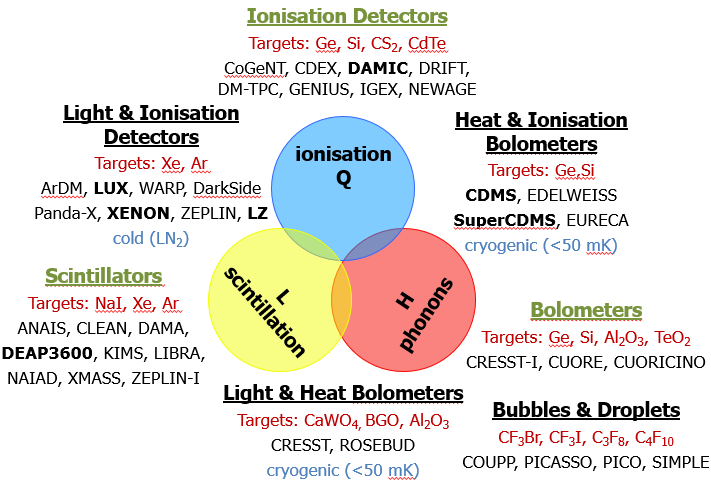 Ionisation Detectors
Targets: Ge, Si, CS₂, CdTe
CoGeNT, CDEX, DAMIC, DRIFT,
DM-TPC, GENIUS, IGEX, NEWAGE
Light & Ionisation
Detectors
Targets: Xe, Ar
ArDM, LUX, WARP, DarkSide
Panda-X, XENON, ZEPLIN, LZ
cold (LN₂)
ionisation
Q
Heat & Ionisation
Bolometers
Targets: Ge,Si
CDMS, EDELWEISS
SuperCDMS, EURECA
cryogenic (<50 mK)
Scintillators
Targets: NaI, Xe, Ar
ANAIS, CLEAN, DAMA,
DEAP3600, KIMS, LIBRA,
NAIAD, XMASS, ZEPLIN-I
L
scintillation
H
phonons
Bolometers
Targets: Ge, Si, Al₂O₃, TeO₂
CRESST-I, CUORE, CUORICINO
Light & Heat Bolometers
Targets: CaWO₄, BGO, Al₂O₃
CRESST, ROSEBUD
cryogenic (<50 mK)
Bubbles & Droplets
CF₃Br, CF₃I, C₃F₈, C₄F₁₀
COUPP, PICASSO, PICO, SIMPLE